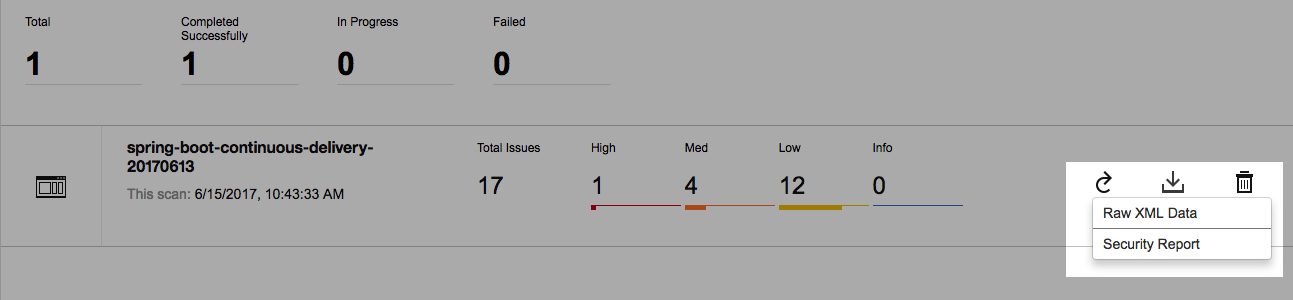 Total
1
Completed
Successfully
1
In Progress
0
Failed
0
spring-boot-continuous-delivery-
20170613
This scan: 6/15/2017, 10:43:33 AM
Total Issues
17
High
1
Med
4
Low
12
Info
0
Raw XML Data
Security Report